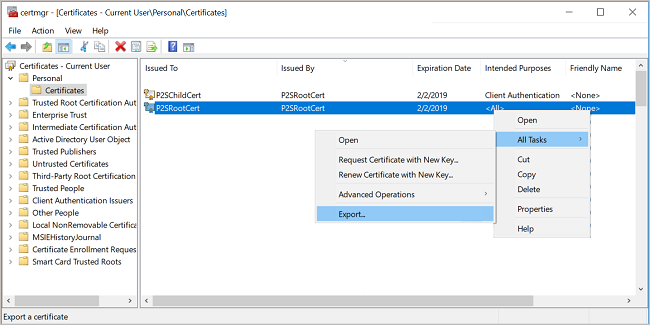 certmgr - [Certificates - Current User\Personal\Certificates]
File Action View Help
Certificates - Current User
Personal
Certificates
Trusted Root Certification Aut
Enterprise Trust
Intermediate Certification Aut
Active Directory User Object
Trusted Publishers
Untrusted Certificates
Third-Party Root Certification
Trusted People
Client Authentication Issuers
Other People
Local NonRemovable Certifica
MSIEHistoryJournal
Certificate Enrollment Reques
Smart Card Trusted Roots
Issued To Issued By Expiration Date Intended Purposes Friendly Name
P2SChildCert P2SRootCert 2/2/2019 Client Authentication <None>
P2SRootCert P2SRootCert 2/2/2019 <All> <None>
Open
All Tasks
Cut
Copy
Delete
Properties
Help
Open
Request Certificate with New Key...
Renew Certificate with New Key...
Advanced Operations
Export...
Export a certificate